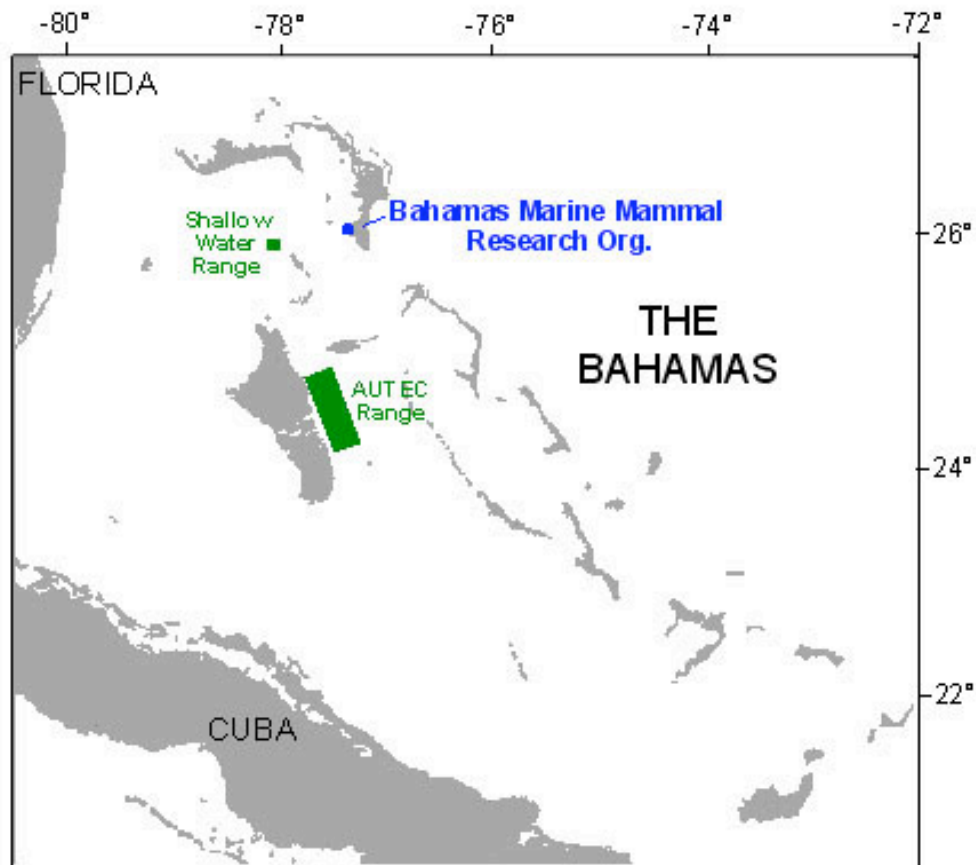 -80° -78° -76° -74° -72°
FLORIDA
Bahamas Marine Mammal
Research Org.
Shallow
Water
Range
26°
THE
BAHAMAS
AUTEC
Range
24°
22°
CUBA